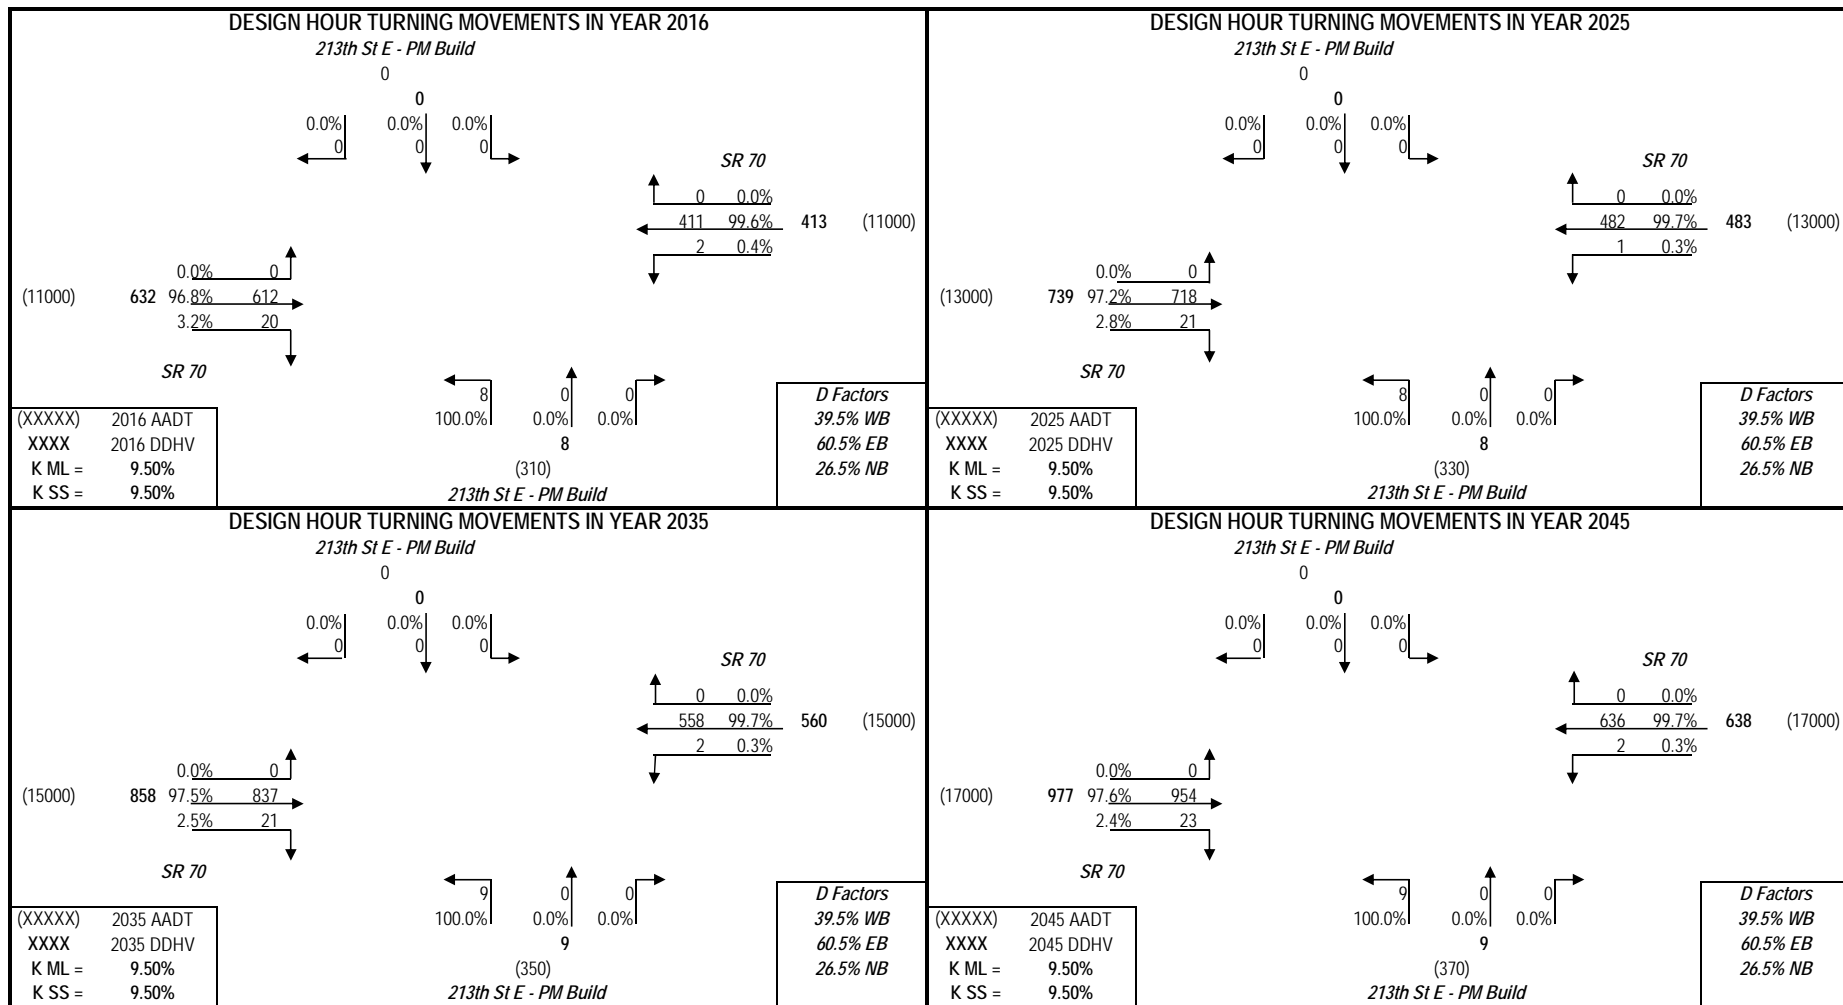 DESIGN HOUR TURNING MOVEMENTS IN YEAR 2016
213th St E - PM Build
0
0
0.0% 0.0% 0.0%
0 0 0
SR 70
0 0.0%
411 99.6% 413 (11000)
2 0.4%
0.0% 0
(11000) 632 96.8% 612
3.2% 20
SR 70
8 0 0
100.0% 0.0% 0.0%
8
(310)
213th St E - PM Build
(XXXXX) 2016 AADT
XXXX 2016 DDHV
K ML = 9.50%
K SS = 9.50%
D Factors
39.5% WB
60.5% EB
26.5% NB
DESIGN HOUR TURNING MOVEMENTS IN YEAR 2025
213th St E - PM Build
0
0
0.0% 0.0% 0.0%
0 0 0
SR 70
0 0.0%
482 99.7% 483 (13000)
1 0.3%
0.0% 0
(13000) 739 97.2% 718
2.8% 21
SR 70
8 0 0
100.0% 0.0% 0.0%
8
(330)
213th St E - PM Build
(XXXXX) 2025 AADT
XXXX 2025 DDHV
K ML = 9.50%
K SS = 9.50%
D Factors
39.5% WB
60.5% EB
26.5% NB
DESIGN HOUR TURNING MOVEMENTS IN YEAR 2035
213th St E - PM Build
0
0
0.0% 0.0% 0.0%
0 0 0
SR 70
0 0.0%
558 99.7% 560 (15000)
2 0.3%
0.0% 0
(15000) 858 97.5% 837
2.5% 21
SR 70
9 0 0
100.0% 0.0% 0.0%
9
(350)
213th St E - PM Build
(XXXXX) 2035 AADT
XXXX 2035 DDHV
K ML = 9.50%
K SS = 9.50%
D Factors
39.5% WB
60.5% EB
26.5% NB
DESIGN HOUR TURNING MOVEMENTS IN YEAR 2045
213th St E - PM Build
0
0
0.0% 0.0% 0.0%
0 0 0
SR 70
0 0.0%
636 99.7% 638 (17000)
2 0.3%
0.0% 0
(17000) 977 97.6% 954
2.4% 23
SR 70
9 0 0
100.0% 0.0% 0.0%
9
(370)
213th St E - PM Build
(XXXXX) 2045 AADT
XXXX 2045 DDHV
K ML = 9.50%
K SS = 9.50%
D Factors
39.5% WB
60.5% EB
26.5% NB